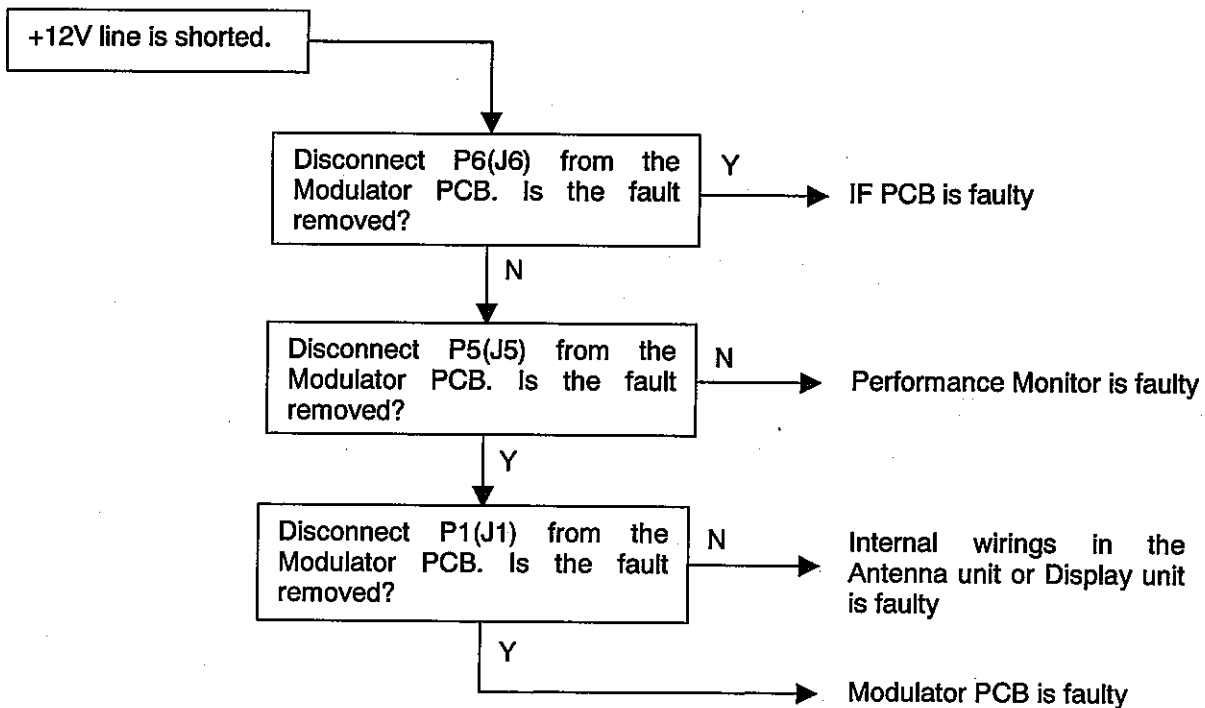 +12V line is shorted.
Disconnect P6(J6) from the
Modulator PCB. Is the fault
removed?
Y
IF PCB is faulty
N
Disconnect P5(J5) from the
Modulator PCB. Is the fault
removed?
N
Performance Monitor is faulty
Y
Disconnect P1(J1) from the
Modulator PCB. Is the fault
removed?
N
Internal wirings in the
Antenna unit or Display unit
is faulty
Y
Modulator PCB is faulty